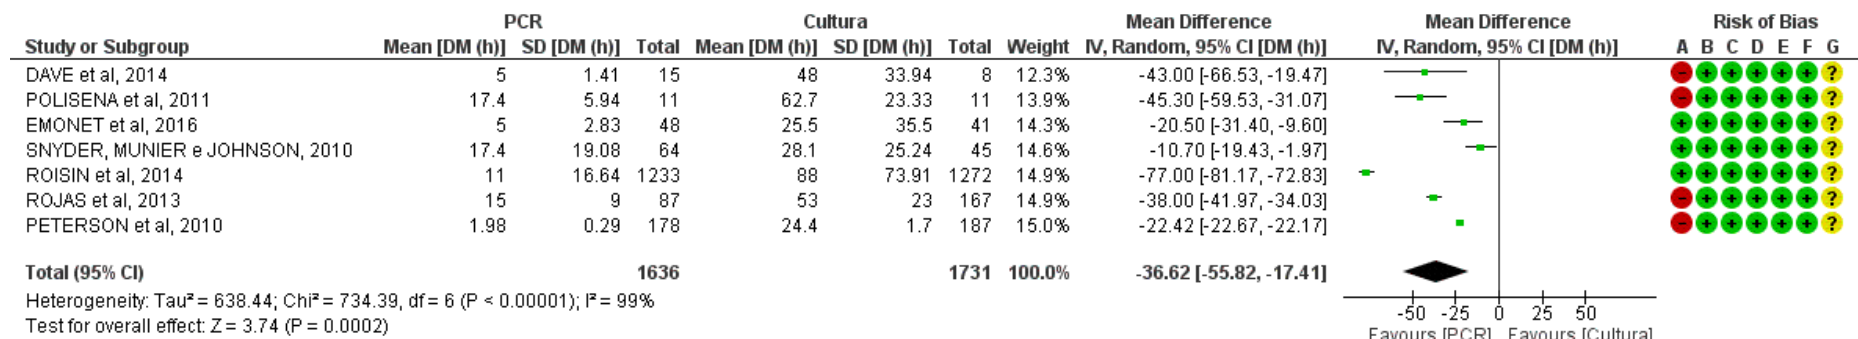 PCR Cultura Mean Difference Mean Difference Risk of Bias
Study or Subgroup Mean [DM (h)] SD [DM (h)] Total Mean [DM (h)] SD [DM (h)] Total Weight IV, Random, 95% CI [DM (h)] IV, Random, 95% CI [DM (h)] A B C D E F G
DAVE et al, 2014 5 1.41 15 48 33.94 8 12.3% -43.00 [-66.53, -19.47] - + + + + + ?
POLISENA et al, 2011 17.4 5.94 11 62.7 23.33 11 13.9% -45.30 [-59.53, -31.07] - + + + + + ?
EMONET et al, 2016 5 2.83 48 25.5 35.5 41 14.3% -20.50 [-31.40, -9.60] + + + + + + ?
SNYDER, MUNIER e JOHNSON, 2010 17.4 19.08 64 28.1 25.24 45 14.6% -10.70 [-19.43, -1.97] + + + + + + ?
ROISIN et al, 2014 11 16.64 1233 88 73.91 1272 14.9% -77.00 [-81.17, -72.83] + + + + + + ?
ROJAS et al, 2013 15 9 87 53 23 167 14.9% -38.00 [-41.97, -34.03] - + + + + + ?
PETERSON et al, 2010 1.98 0.29 178 24.4 1.7 187 15.0% -22.42 [-22.67, -22.17] - + + + + + ?
Total (95% CI) 1636 1731 100.0% -36.62 [-55.82, -17.41]
Heterogeneity: Tau² = 638.44; Chi² = 734.39, df = 6 (P < 0.00001); I² = 99%
Test for overall effect: Z = 3.74 (P = 0.0002)
-50 -25 0 25 50
Favours [PCR] Favours [Cultura]